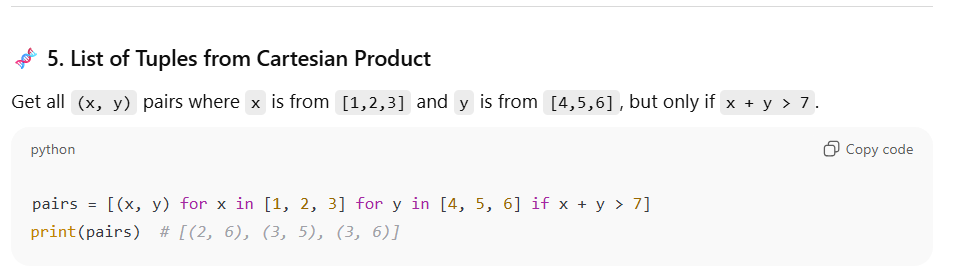 🧬 5. List of Tuples from Cartesian Product
Get all (x, y) pairs where x is from [1,2,3] and y is from [4,5,6], but only if x + y > 7.
python
Copy code
pairs = [(x, y) for x in [1, 2, 3] for y in [4, 5, 6] if x + y > 7]
print(pairs)  # [(2, 6), (3, 5), (3, 6)]